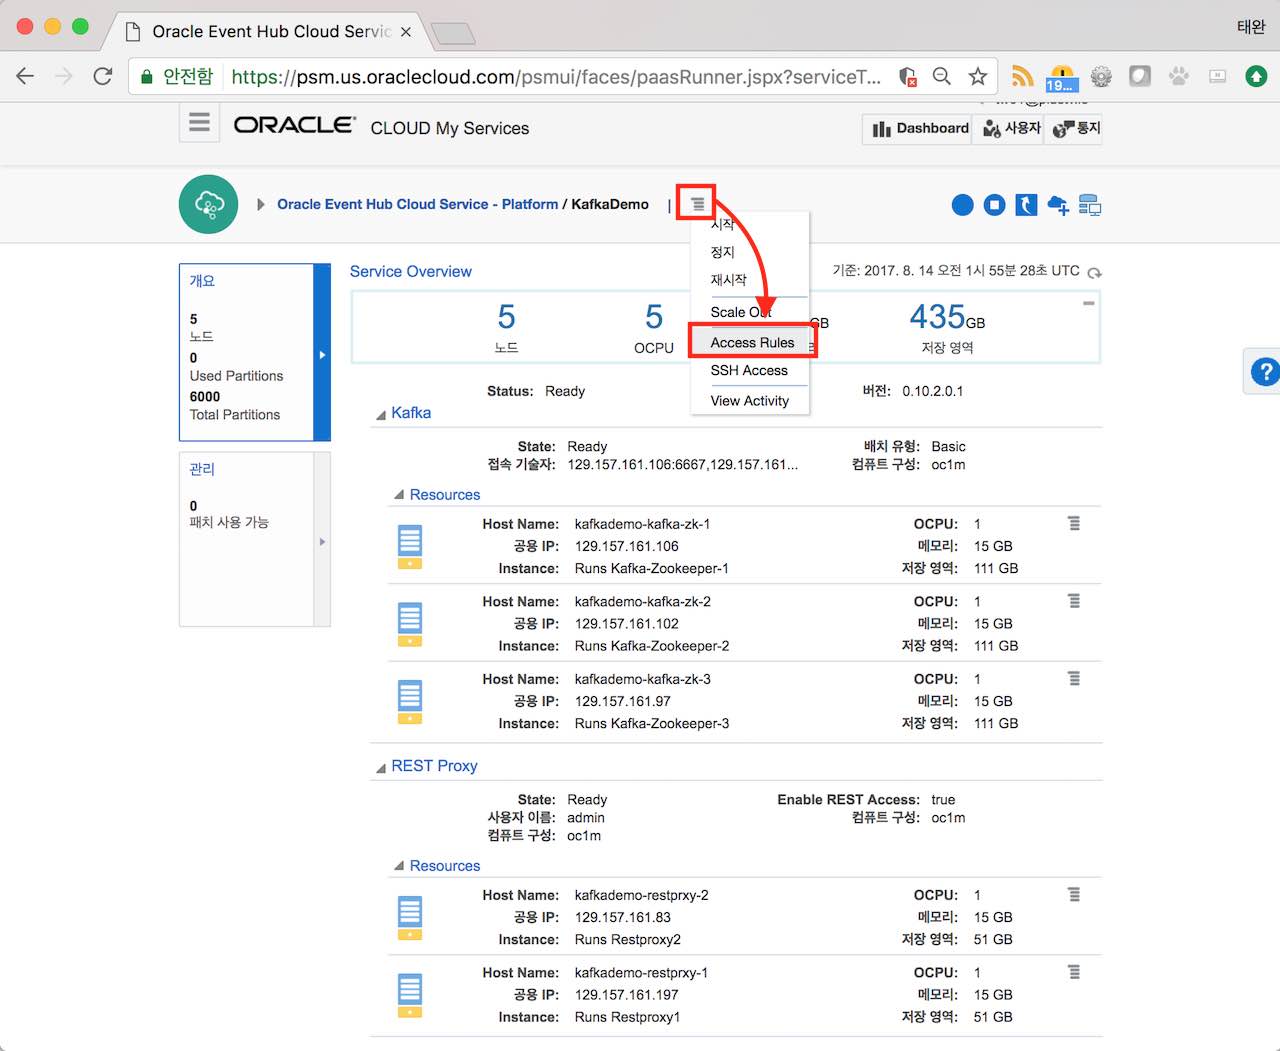 Oracle Event Hub Cloud Servic
태완
안전함 https://psm.us.oraclecloud.com/psmui/faces/paasRunner.jspx?serviceT...
19...
ORACLE CLOUD My Services
Dashboard 사용자 통지
Oracle Event Hub Cloud Service - Platform / KafkaDemo |
시작
정지
재시작
Scale Out
Access Rules
SSH Access
View Activity
개요
5
노드
0
Used Partitions
6000
Total Partitions
관리
0
패치 사용 가능
Service Overview
기준: 2017. 8. 14 오전 1시 55분 28초 UTC
5
노드
5
OCPU
GB
435GB
저장 영역
?
Status: Ready
버전: 0.10.2.0.1
Kafka
State: Ready 배치 유형: Basic
접속 기술자: 129.157.161.106:6667,129.157.161... 컴퓨트 구성: oc1m
Resources
Host Name: kafkademo-kafka-zk-1 OCPU: 1
공용 IP: 129.157.161.106 메모리: 15 GB
Instance: Runs Kafka-Zookeeper-1 저장 영역: 111 GB
Host Name: kafkademo-kafka-zk-2 OCPU: 1
공용 IP: 129.157.161.102 메모리: 15 GB
Instance: Runs Kafka-Zookeeper-2 저장 영역: 111 GB
Host Name: kafkademo-kafka-zk-3 OCPU: 1
공용 IP: 129.157.161.97 메모리: 15 GB
Instance: Runs Kafka-Zookeeper-3 저장 영역: 111 GB
REST Proxy
State: Ready Enable REST Access: true
사용자 이름: admin 컴퓨트 구성: oc1m
컴퓨트 구성: oc1m
Resources
Host Name: kafkademo-restprxy-2 OCPU: 1
공용 IP: 129.157.161.83 메모리: 15 GB
Instance: Runs Restproxy2 저장 영역: 51 GB
Host Name: kafkademo-restprxy-1 OCPU: 1
공용 IP: 129.157.161.197 메모리: 15 GB
Instance: Runs Restproxy1 저장 영역: 51 GB